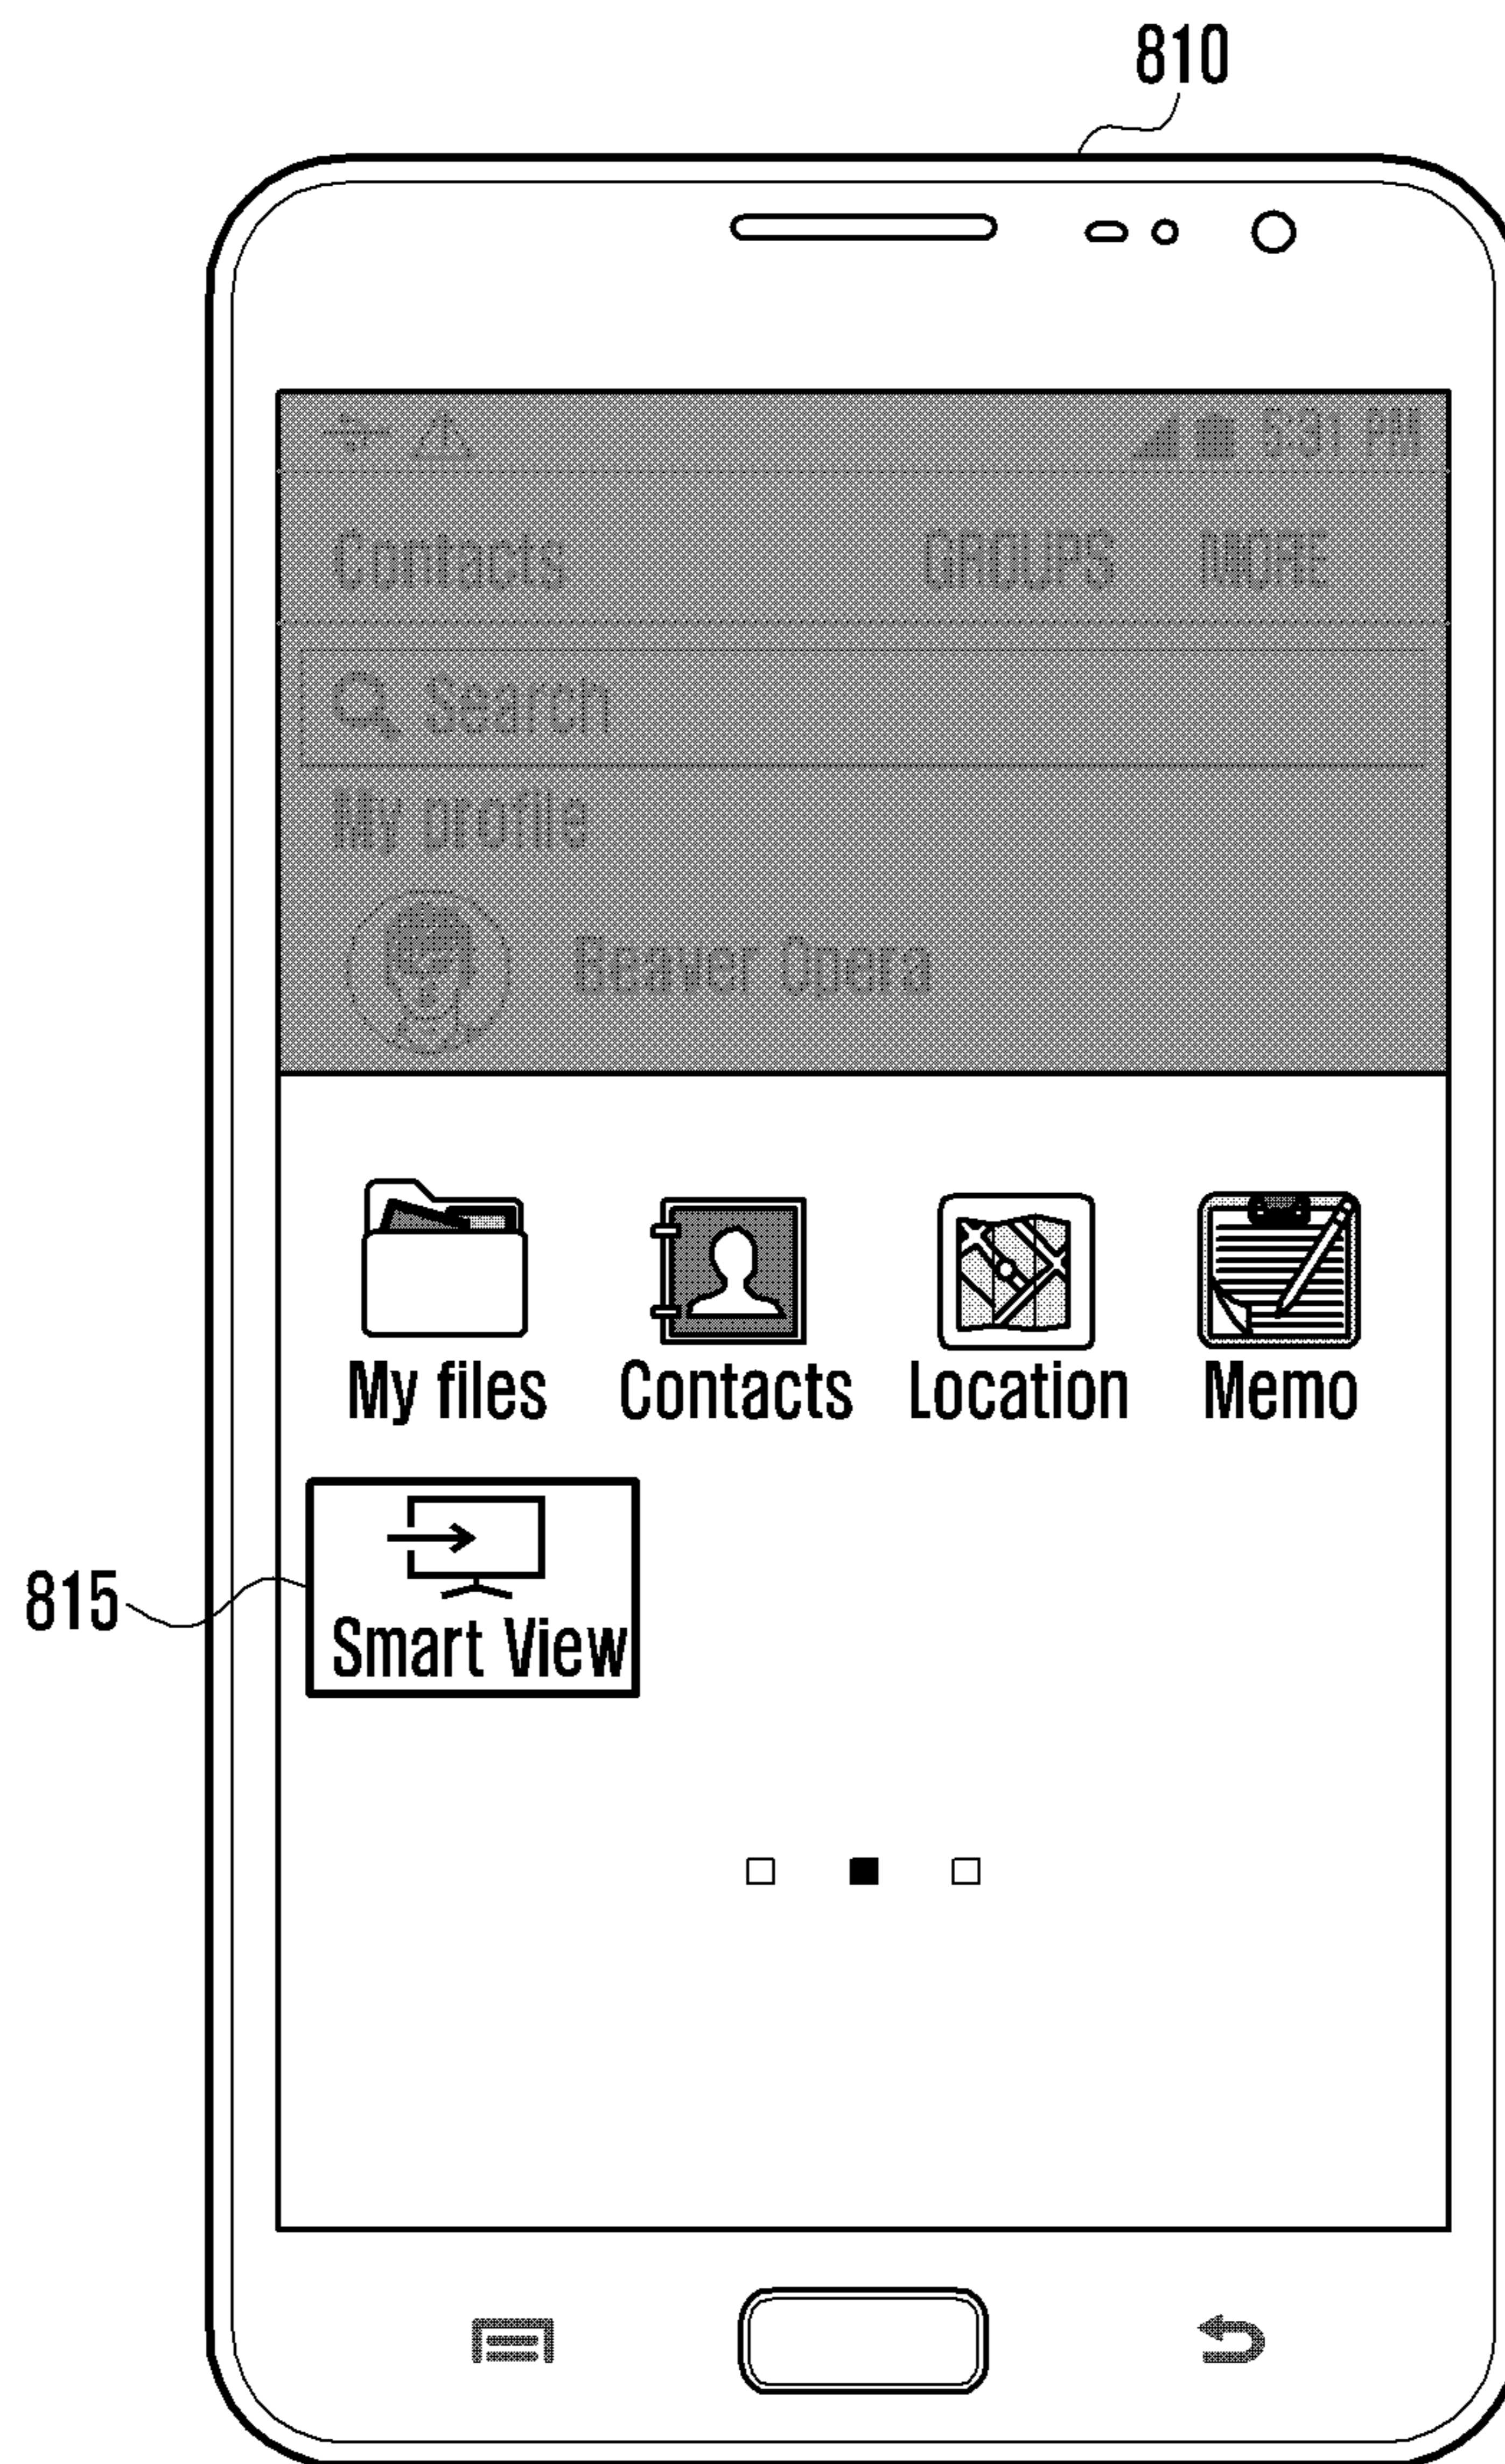 810
5:31 PM
Contacts GROUPS MORE
Search
My profile
Beaver Opera
My files Contacts Location Memo
815
Smart View